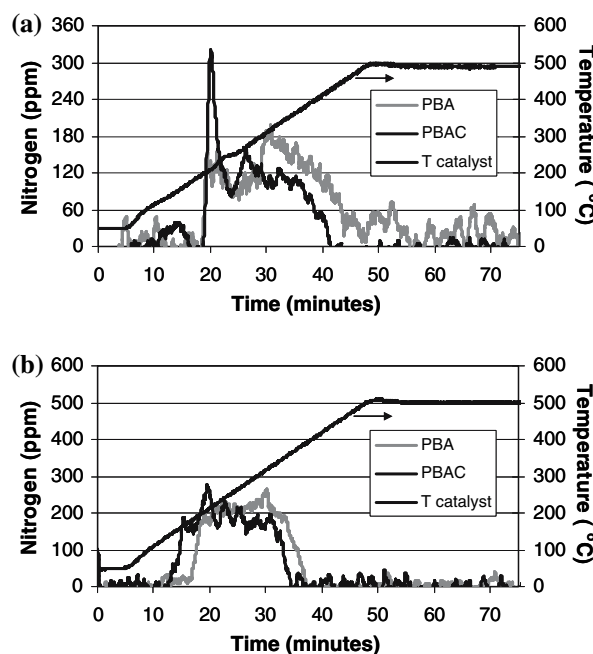 (a)
Nitrogen (ppm)
360
300
240
180
120
60
0
600
500
400
300
200
100
0
Temperature ( °C)
PBA
PBAC
T catalyst
0 10 20 30 40 50 60 70
Time (minutes)
(b)
Nitrogen (ppm)
600
500
400
300
200
100
0
600
500
400
300
200
100
0
Temperature ( °C)
PBA
PBAC
T catalyst
0 10 20 30 40 50 60 70
Time (minutes)